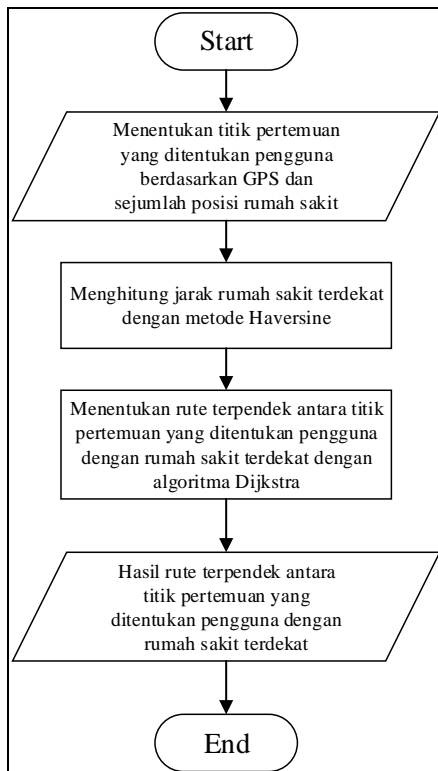 Start
Menentukan titik pertemuan
yang ditentukan pengguna
berdasarkan GPS dan
sejumlah posisi rumah sakit
Menghitung jarak rumah sakit terdekat
dengan metode Haversine
Menentukan rute terpendek antara titik
pertemuan yang ditentukan pengguna
dengan rumah sakit terdekat dengan
algoritma Dijkstra
Hasil rute terpendek antara
titik pertemuan yang
ditentukan pengguna dengan
rumah sakit terdekat
End